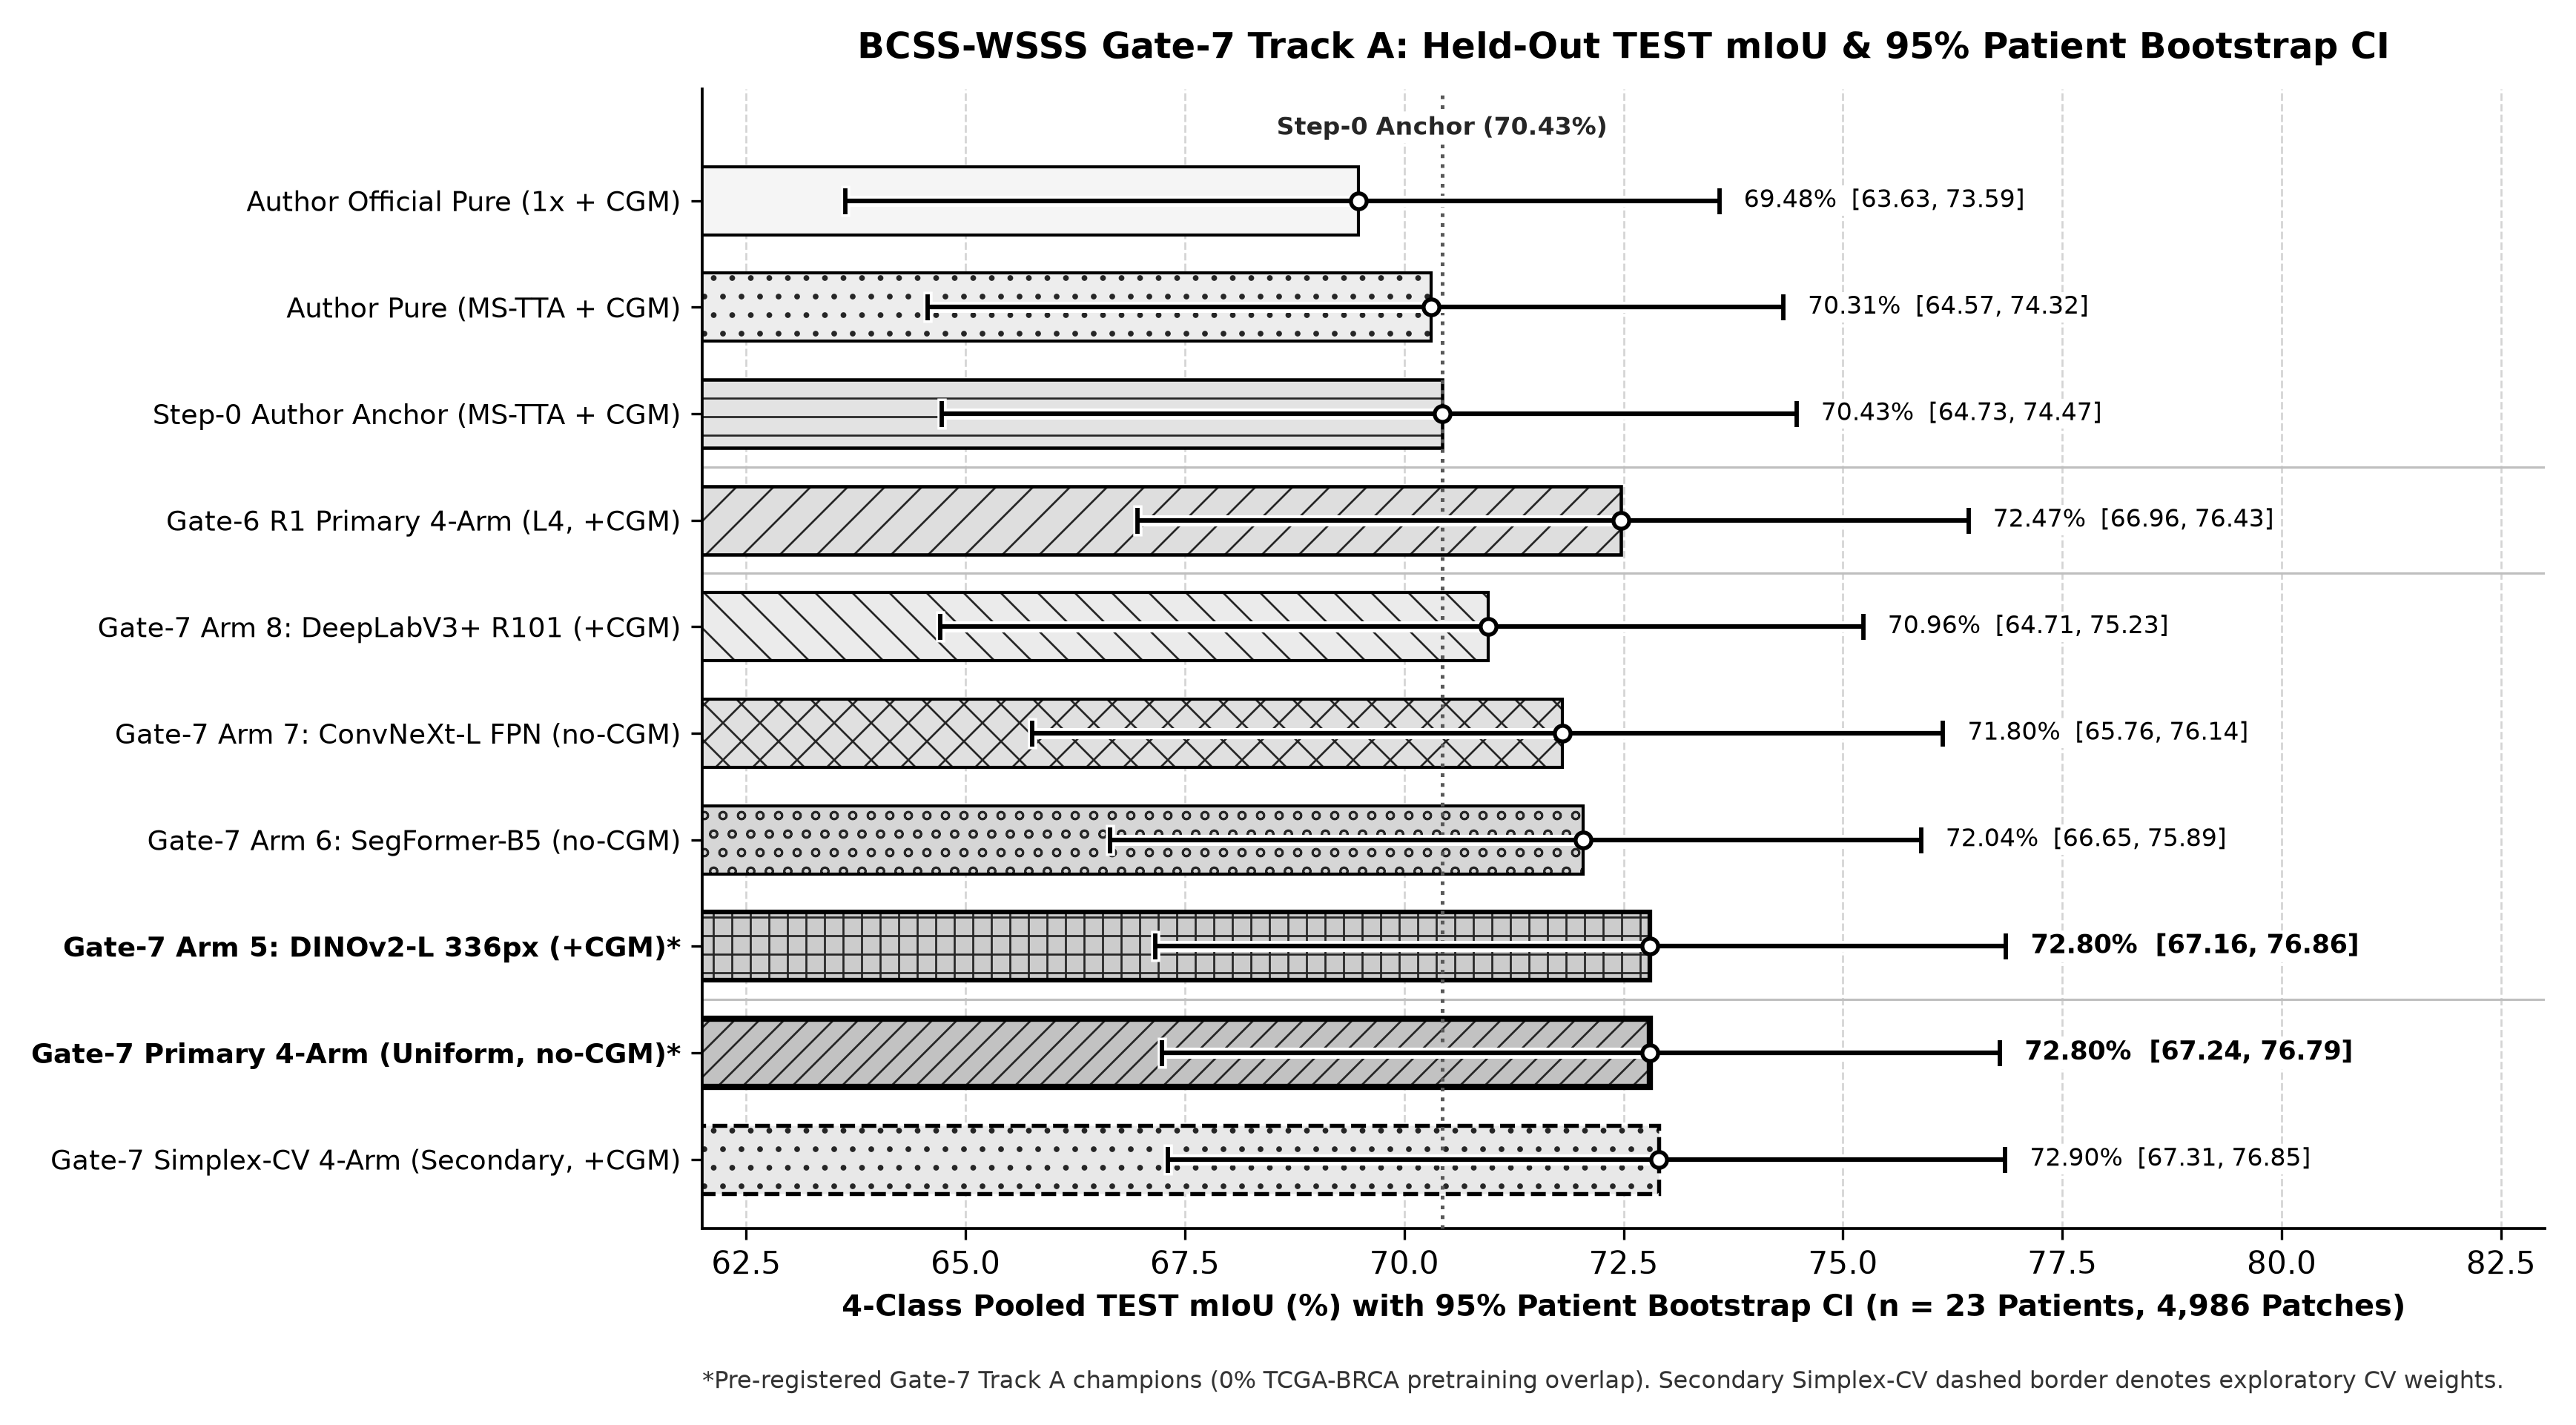 BCSS-WSSS Gate-7 Track A: Held-Out TEST mIoU & 95% Patient Bootstrap CI
Step-0 Anchor (70.43%)
Author Official Pure (1x + CGM)
69.48% [63.63, 73.59]
Author Pure (MS-TTA + CGM)
70.31% [64.57, 74.32]
Step-0 Author Anchor (MS-TTA + CGM)
70.43% [64.73, 74.47]
Gate-6 R1 Primary 4-Arm (L4, +CGM)
72.47% [66.96, 76.43]
Gate-7 Arm 8: DeepLabV3+ R101 (+CGM)
70.96% [64.71, 75.23]
Gate-7 Arm 7: ConvNeXt-L FPN (no-CGM)
71.80% [65.76, 76.14]
Gate-7 Arm 6: SegFormer-B5 (no-CGM)
72.04% [66.65, 75.89]
Gate-7 Arm 5: DINOv2-L 336px (+CGM)*
72.80% [67.16, 76.86]
Gate-7 Primary 4-Arm (Uniform, no-CGM)*
72.80% [67.24, 76.79]
Gate-7 Simplex-CV 4-Arm (Secondary, +CGM)
72.90% [67.31, 76.85]
62.5 65.0 67.5 70.0 72.5 75.0 77.5 80.0 82.5
4-Class Pooled TEST mIoU (%) with 95% Patient Bootstrap CI (n = 23 Patients, 4,986 Patches)
*Pre-registered Gate-7 Track A champions (0% TCGA-BRCA pretraining overlap). Secondary Simplex-CV dashed border denotes exploratory CV weights.